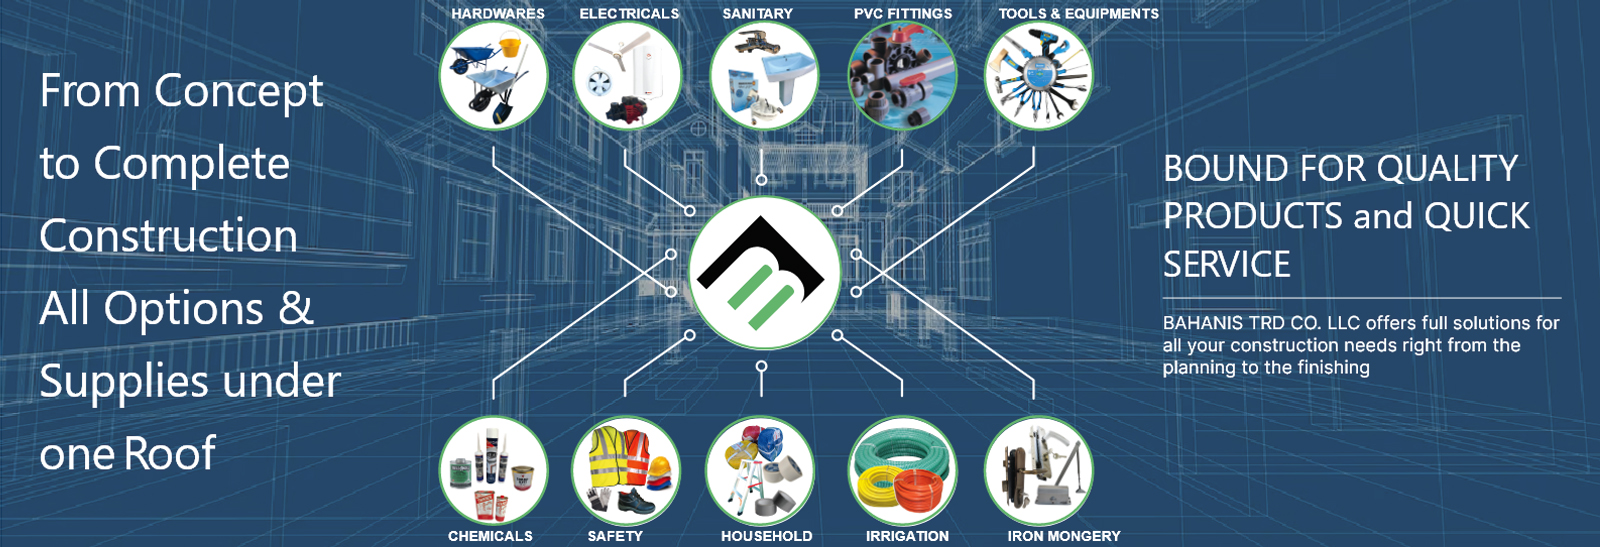 HARDWARES
ELECTRICALS
SANITARY
PVC FITTINGS
TOOLS & EQUIPMENTS
From Concept
to Complete
Construction
All Options &
Supplies under
one Roof
BOUND FOR QUALITY
PRODUCTS and QUICK
SERVICE
BAHANIS TRD CO. LLC offers full solutions for
all your construction needs right from the
planning to the finishing
CHEMICALS
SAFETY
HOUSEHOLD
IRRIGATION
IRON MONGERY